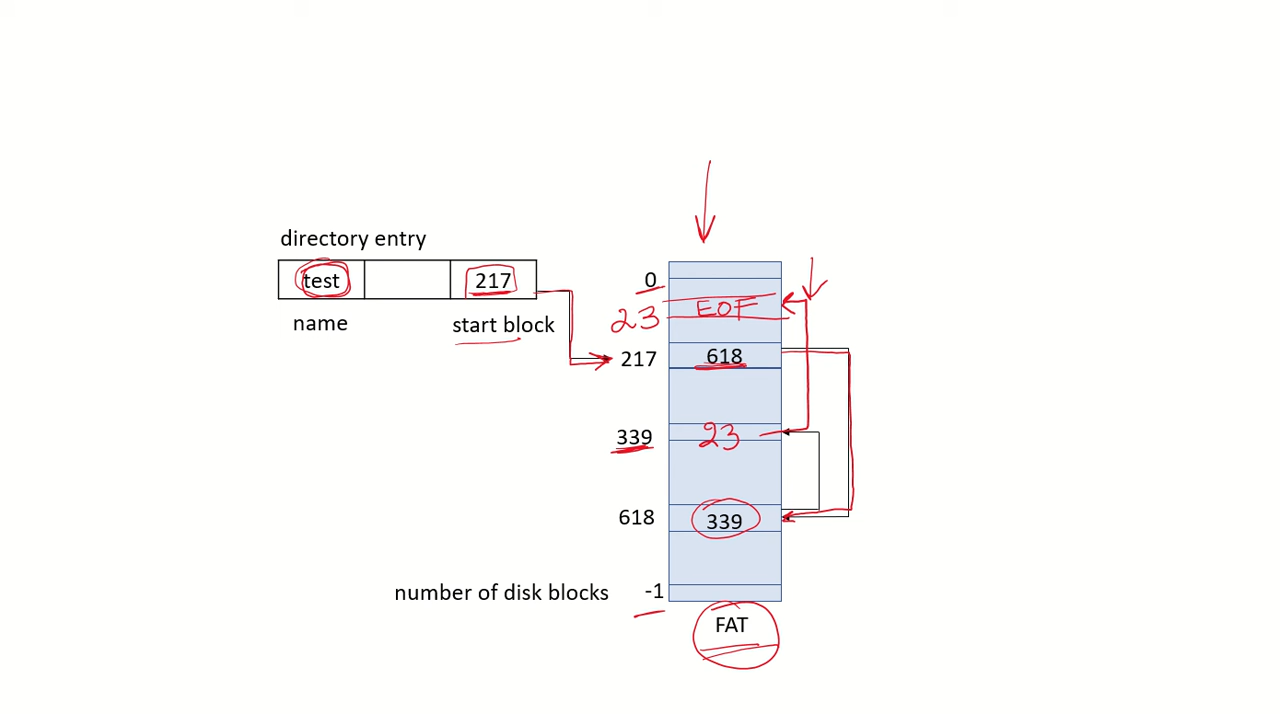 directory entry
test 217
name start block
0
23 EOF
217 618
339 23
618 339
number of disk blocks -1
FAT